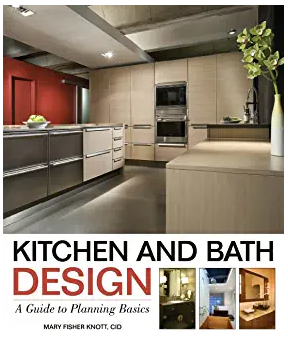 KITCHEN AND BATH
DESIGN
A Guide to Planning Basics
MARY FISHER KNOTT, CID